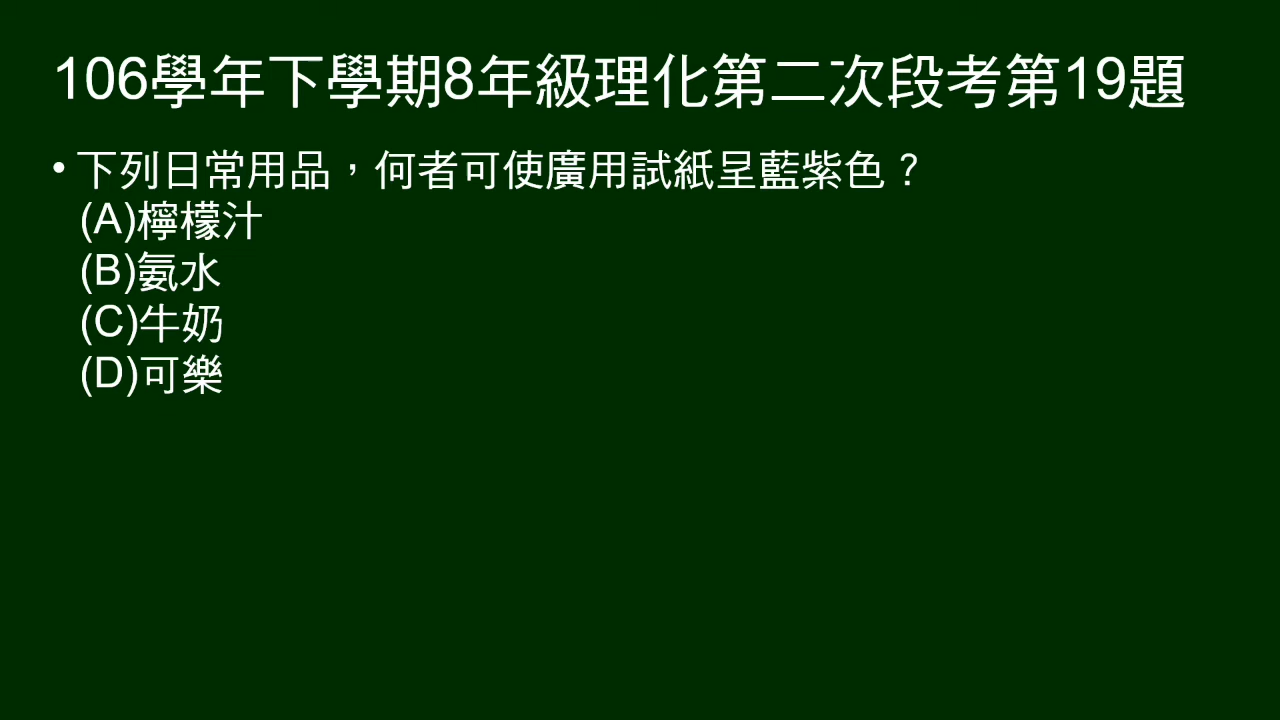 106學年下學期8年級理化第二次段考第19題
• 下列日常用品，何者可使廣用試紙呈藍紫色？
(A)檸檬汁
(B)氨水
(C)牛奶
(D)可樂